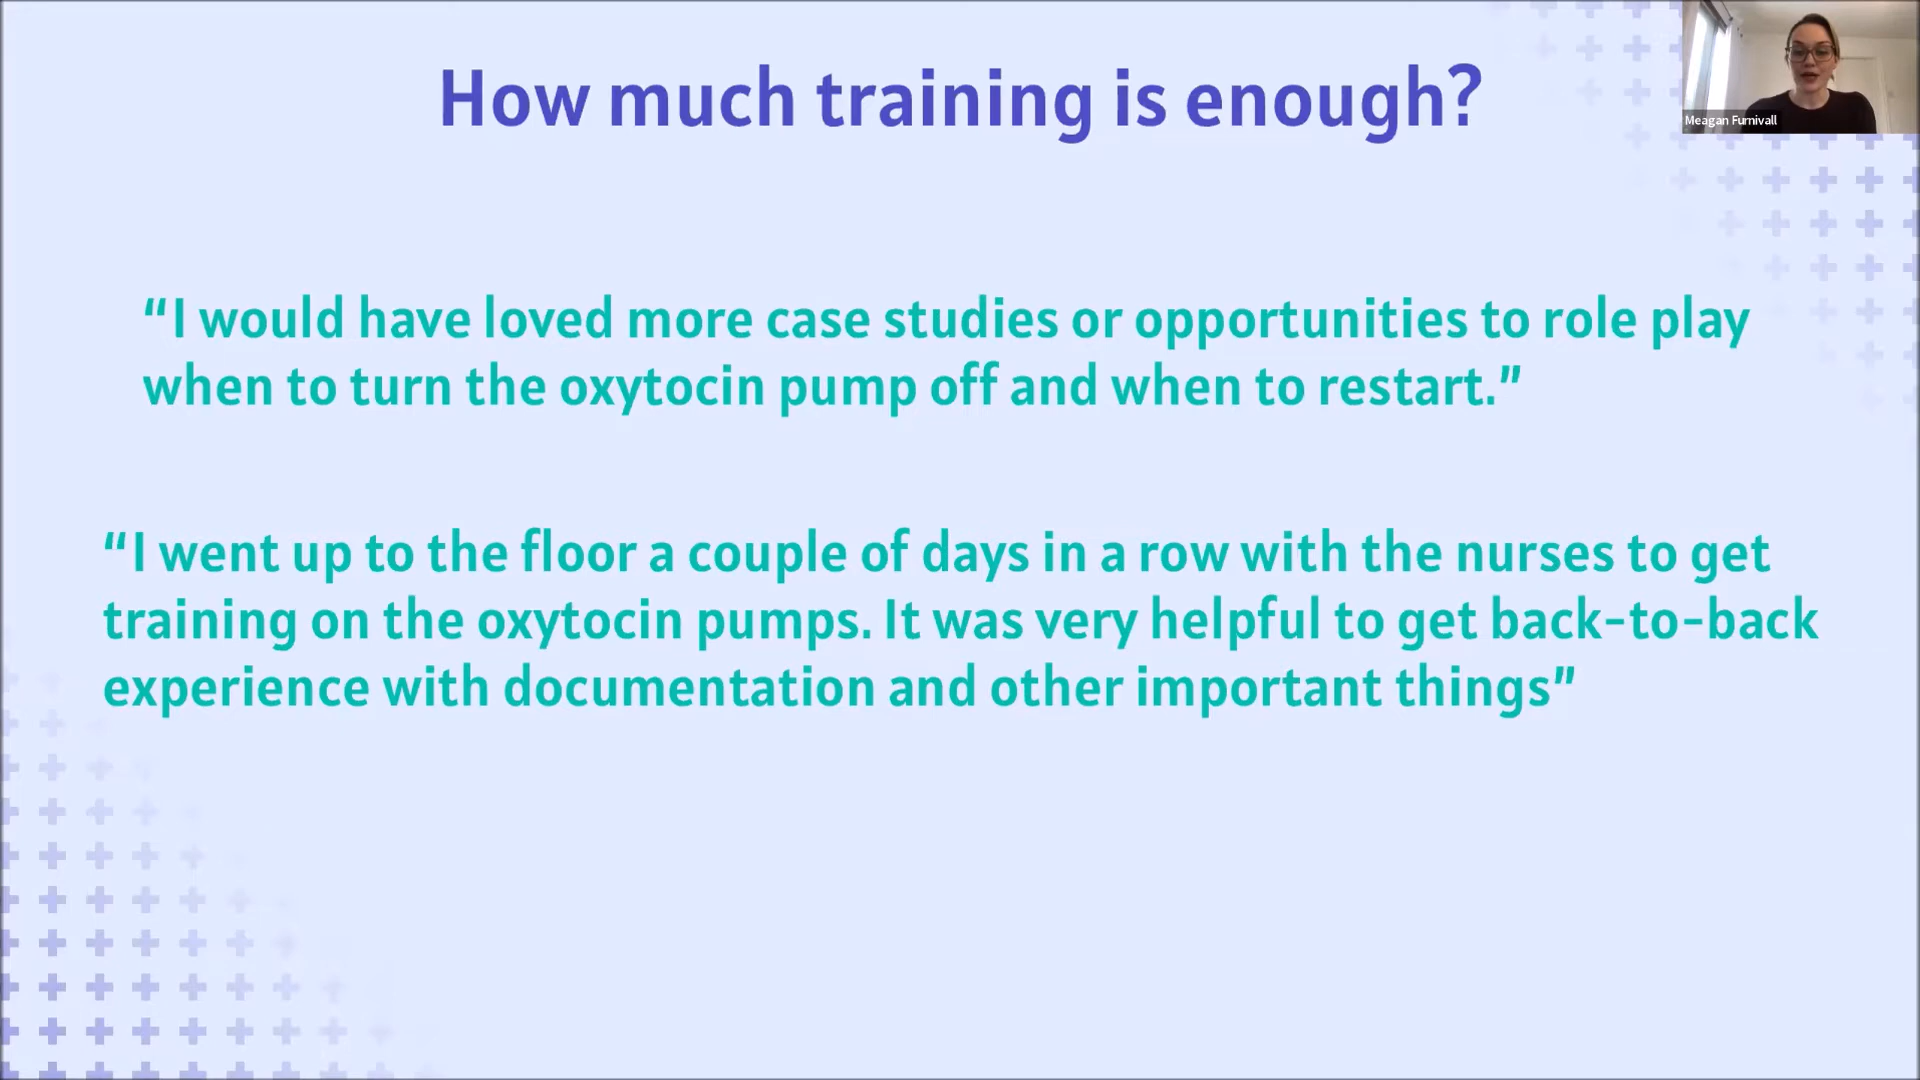 How much training is enough?
Meagan Furnivall
“I would have loved more case studies or opportunities to role play
when to turn the oxytocin pump off and when to restart.”
“I went up to the floor a couple of days in a row with the nurses to get
training on the oxytocin pumps. It was very helpful to get back-to-back
experience with documentation and other important things”